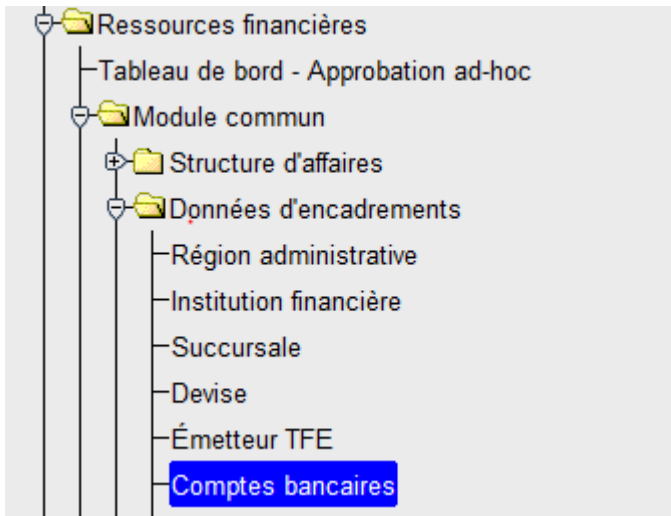 Ressources financières
Tableau de bord - Approbation ad-hoc
Module commun
Structure d'affaires
Données d'encadrements
Région administrative
Institution financière
Succursale
Devise
Émetteur TFE
Comptes bancaires